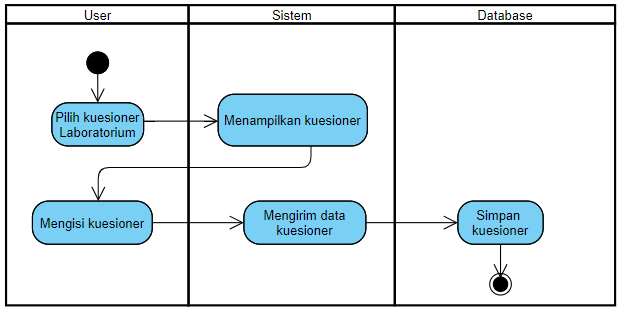 User
Sistem
Database
Pilih kuesioner
Laboratorium
Menampilkan kuesioner
Mengisi kuesioner
Mengirim data
kuesioner
Simpan
kuesioner